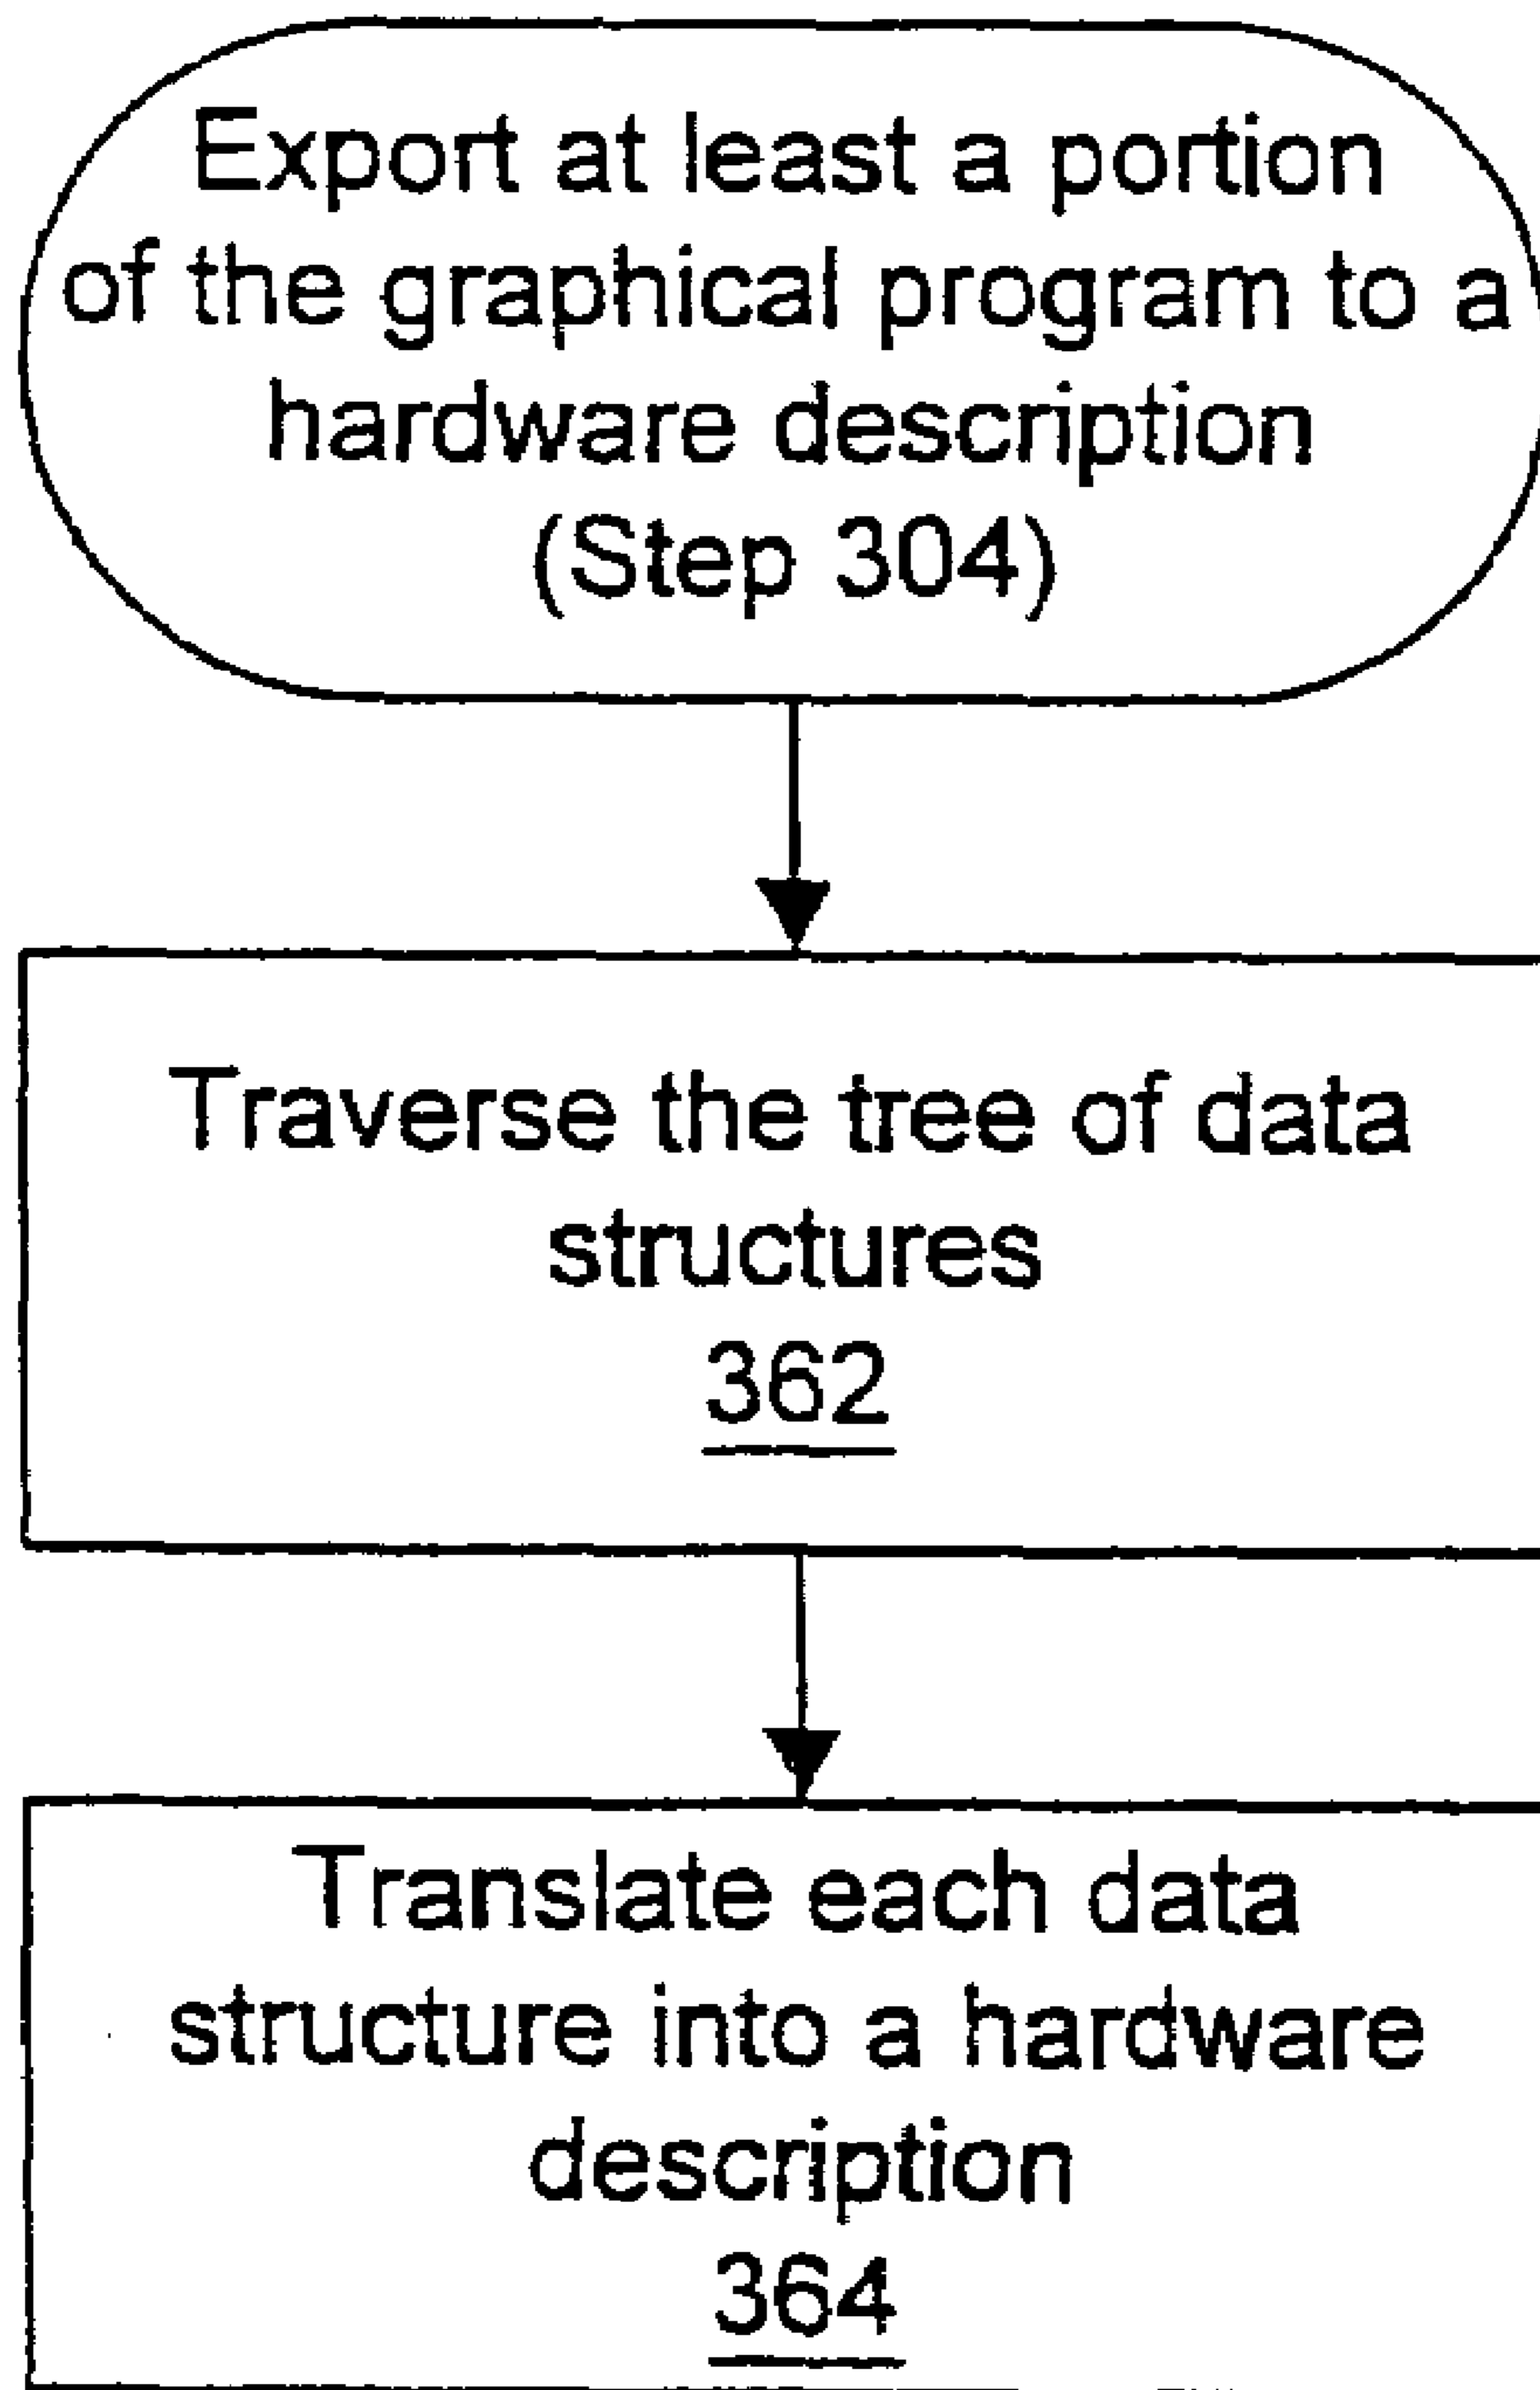 Export at least a portion
of the graphical program to a
hardware description
(Step 304)
Traverse the tree of data
structures
362
Translate each data
structure into a hardware
description
364